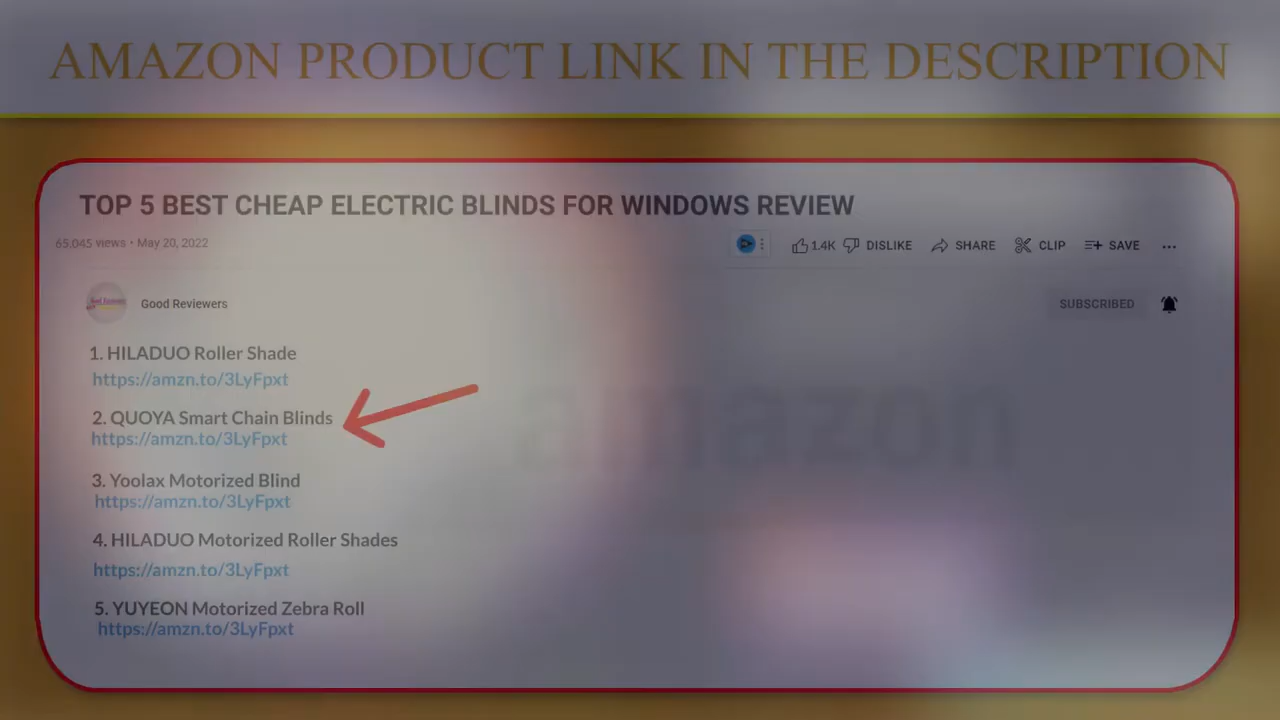 AMAZON PRODUCT LINK IN THE DESCRIPTION
TOP 5 BEST CHEAP ELECTRIC BLINDS FOR WINDOWS REVIEW
65.045 views • May 20, 2022
1.4K DISLIKE SHARE CLIP SAVE ...
Good Reviewers
SUBSCRIBED
1. HILADUO Roller Shade
https://amzn.to/3LyFpxt
2. QUOYA Smart Chain Blinds
https://amzn.to/3LyFpxt
3. Yoolax Motorized Blind
https://amzn.to/3LyFpxt
4. HILADUO Motorized Roller Shades
https://amzn.to/3LyFpxt
5. YUYEON Motorized Zebra Roll
https://amzn.to/3LyFpxt
amazon